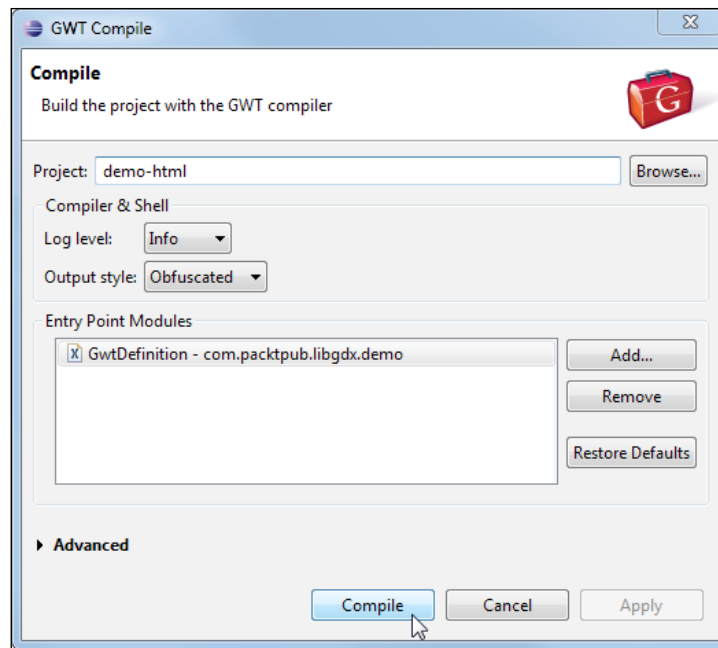 GWT Compile
Compile
Build the project with the GWT compiler
G
Project: demo-html Browse...
Compiler & Shell
Log level: Info
Output style: Obfuscated
Entry Point Modules
X GwtDefinition - com.packtpub.libgdx.demo
Add...
Remove
Restore Defaults
Advanced
Compile Cancel Apply